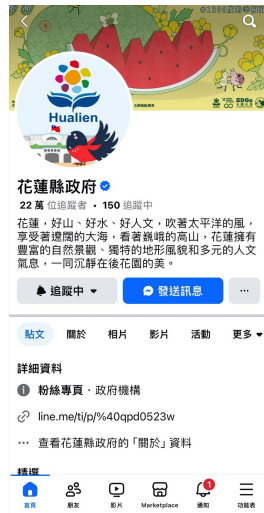 Hualien
SDGs
花蓮縣政府
22 萬 位追蹤者 • 150 追蹤中
花蓮，好山、好水、好人文，吹著太平洋的風，
享受著遼闊的大海，看著巍峨的高山，花蓮擁有
豐富的自然景觀、獨特的地形風貌和多元的人文
氣息，一同沉靜在後花園的美。
追蹤中
發送訊息
貼文 關於 相片 影片 活動 更多
詳細資料
粉絲專頁 · 政府機構
line.me/ti/p/%40qpd0523w
查看花蓮縣政府的「關於」資料
精選
1
首頁 朋友 影片 Marketplace 通知 功能表